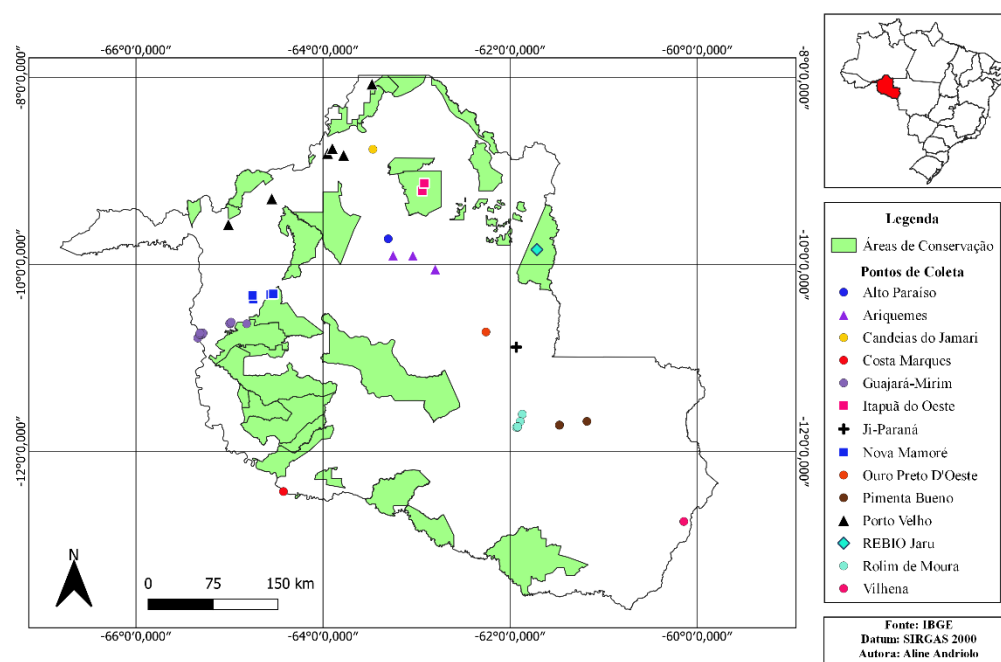 -66°0′0,000″ -64°0′0,000″ -62°0′0,000″ -60°0′0,000″
-8°0′0,000″ -8°0′0,000″
-10°0′0,000″ -10°0′0,000″
-12°0′0,000″ -12°0′0,000″
N
0 75 150 km
-66°0′0,000″ -64°0′0,000″ -62°0′0,000″ -60°0′0,000″
Legenda
Áreas de Conservação
Pontos de Coleta
Alto Paraíso
Ariquemes
Candeias do Jamari
Costa Marques
Guajará-Mirim
Itapuã do Oeste
Ji-Paraná
Nova Mamoré
Ouro Preto D'Oeste
Pimenta Bueno
Porto Velho
REBIO Jaru
Rolim de Moura
Vilhena
Fonte: IBGE
Datum: SIRGAS 2000
Autora: Aline Andriolo